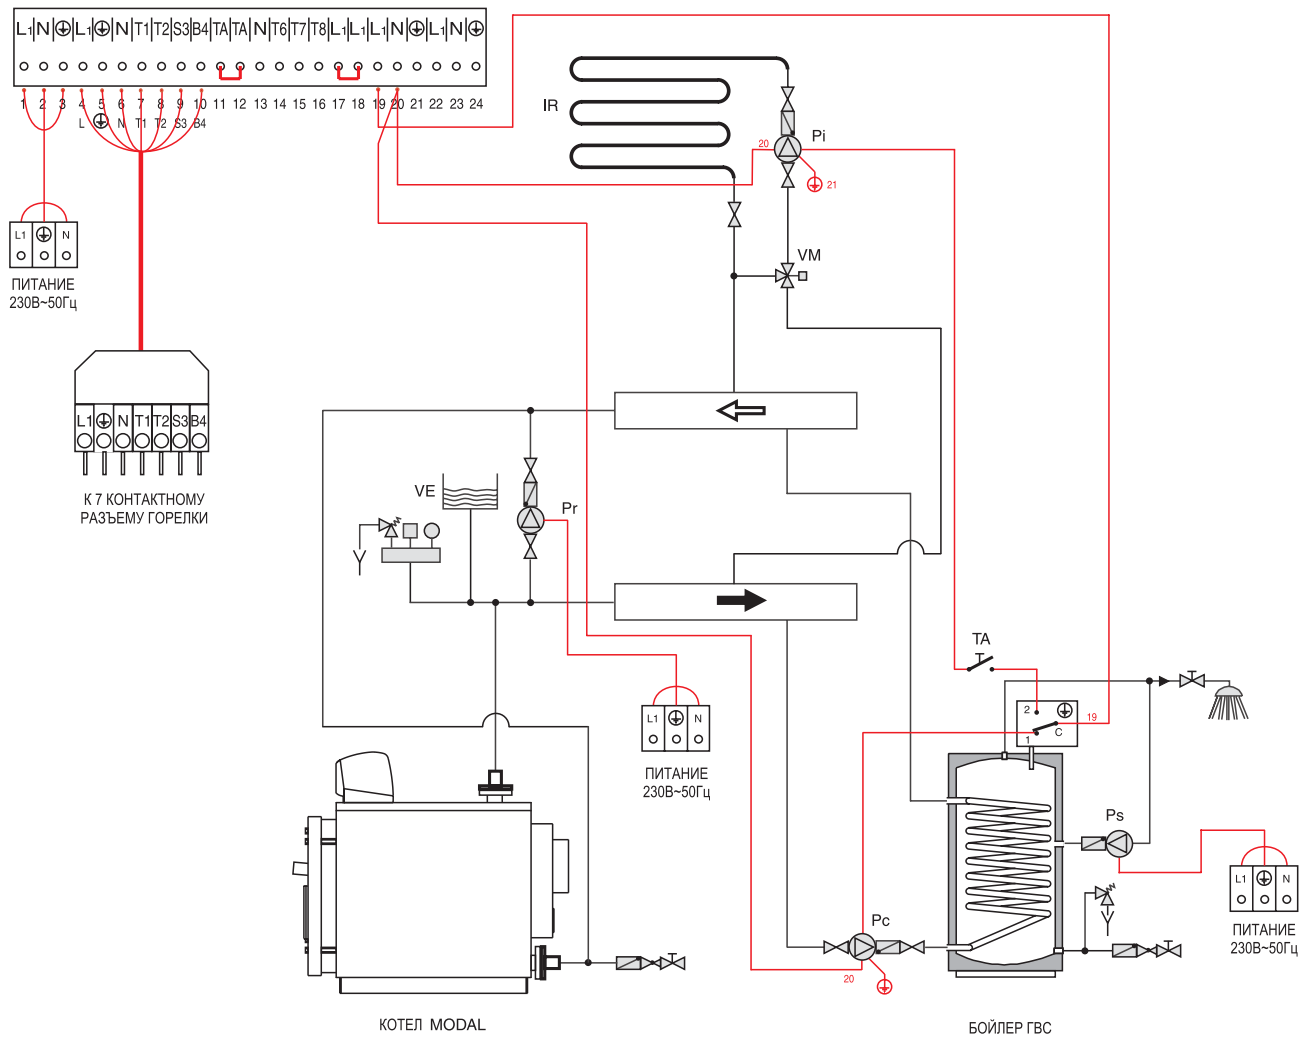 L1 N ⏚ L1 ⏚ N T1 T2 S3 B4 TA TA N T6 T7 T8 L1 L1 L1 N ⏚ L1 N ⏚
1 2 3 4 5 6 7 8 9 10 11 12 13 14 15 16 17 18 19 20 21 22 23 24
L ⏚ N T1 T2 S3 B4
IR
Pi
20
21
L1 ⏚ N
ПИТАНИЕ
230В~50Гц
VM
L1 ⏚ N T1 T2 S3 B4
К 7 КОНТАКТНОМУ
РАЗЪЕМУ ГОРЕЛКИ
VE
Pr
TA
2
1
C
19
L1 ⏚ N
ПИТАНИЕ
230В~50Гц
Ps
L1 ⏚ N
ПИТАНИЕ
230В~50Гц
Pc
20
КОТЕЛ MODAL
БОЙЛЕР ГВС